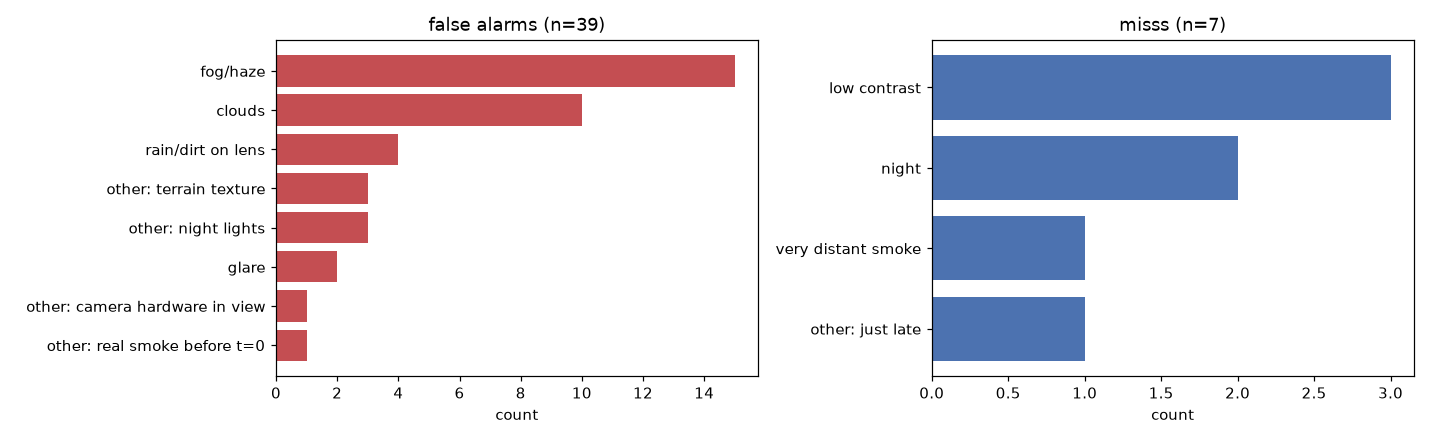 false alarms (n=39)
fog/haze
clouds
rain/dirt on lens
other: terrain texture
other: night lights
glare
other: camera hardware in view
other: real smoke before t=0
0 2 4 6 8 10 12 14
count
misss (n=7)
low contrast
night
very distant smoke
other: just late
0.0 0.5 1.0 1.5 2.0 2.5 3.0
count